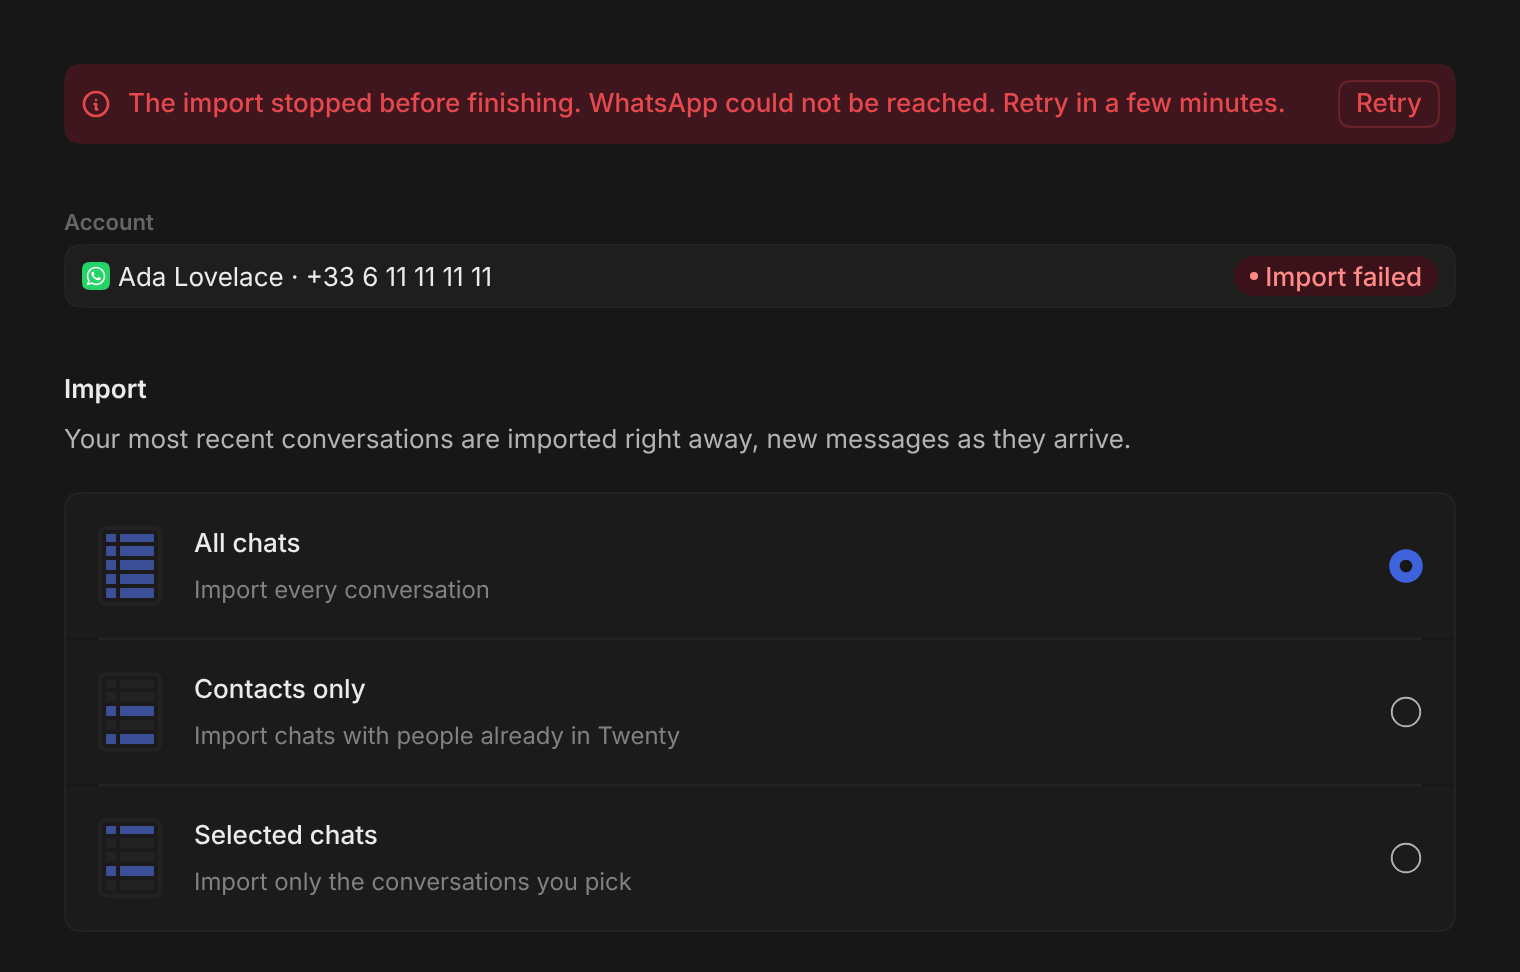 The import stopped before finishing. WhatsApp could not be reached. Retry in a few minutes. Retry
Account
Ada Lovelace · +33 6 11 11 11 11 Import failed
Import
Your most recent conversations are imported right away, new messages as they arrive.
All chats
Import every conversation
Contacts only
Import chats with people already in Twenty
Selected chats
Import only the conversations you pick